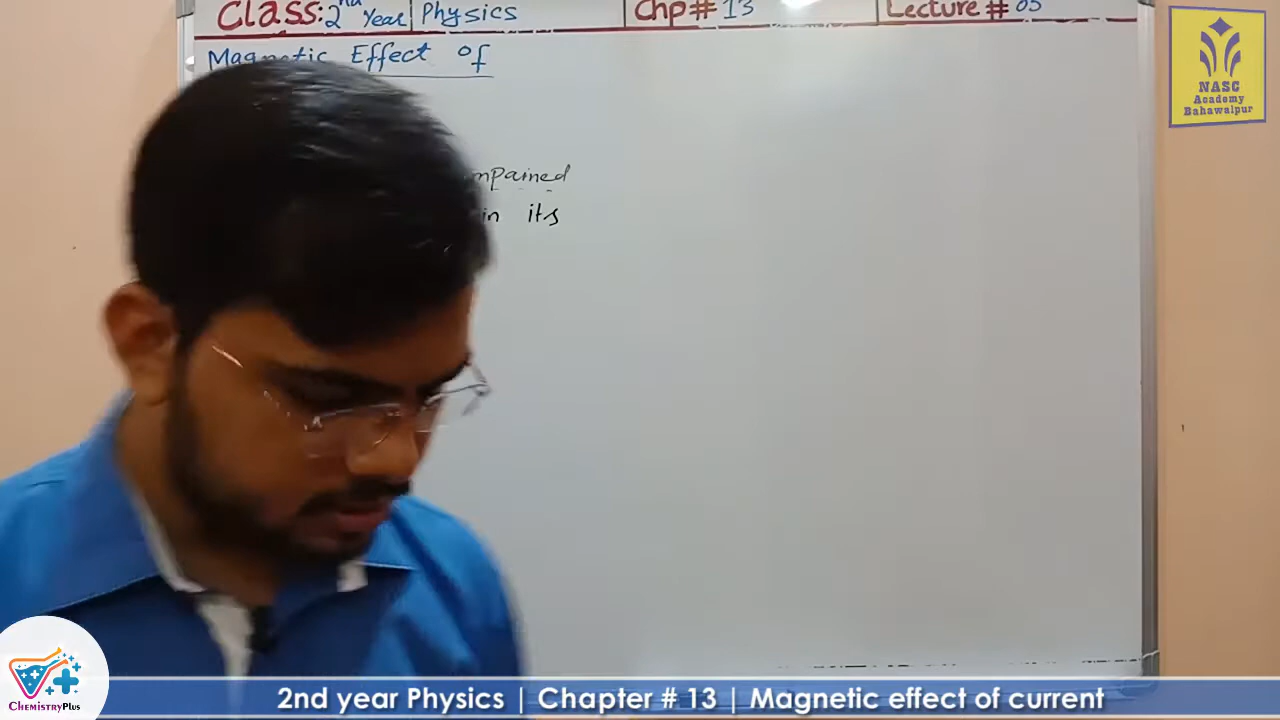 Class: 2nd Year | Physics
Chp # 13
Lecture # 05
Magnetic Effect of
in its
NASC
Academy
Bahawalpur
ChemistryPlus
2nd year Physics | Chapter # 13 | Magnetic effect of current